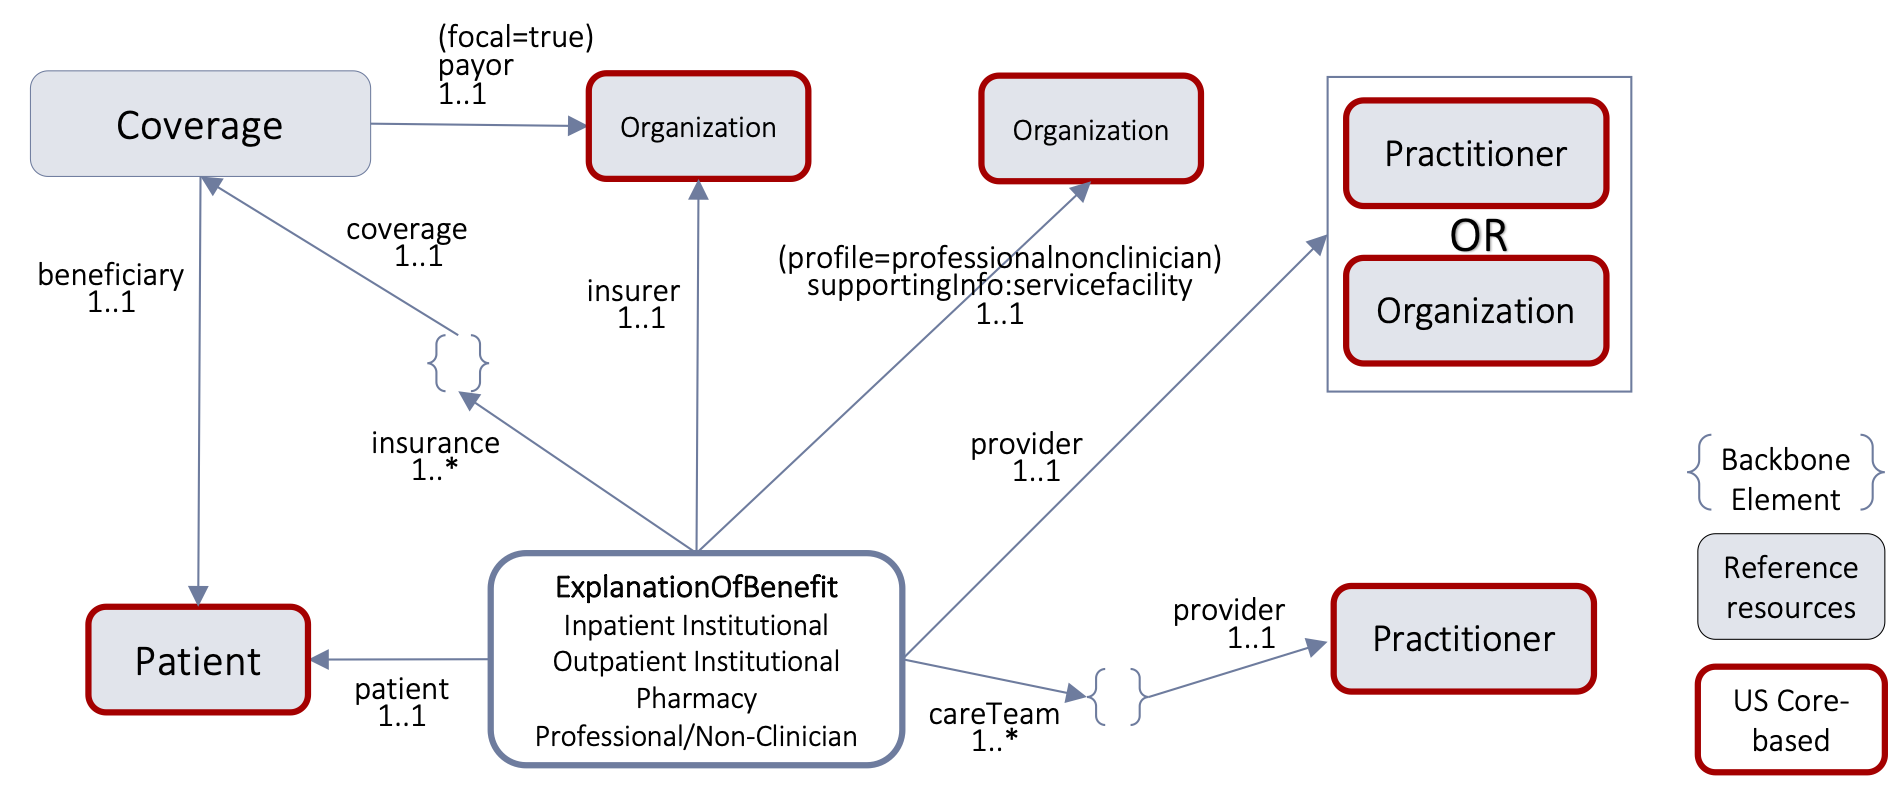 (focal=true)
payor
1..1
Coverage
Organization
Organization
Practitioner
OR
Organization
coverage
1..1
beneficiary
1..1
insurer
1..1
(profile=professionalnonclinician)
supportingInfo:servicefacility
1..1
{ }
insurance
1..*
provider
1..1
Backbone
Element
Reference
resources
US Core-
based
Patient
patient
1..1
ExplanationOfBenefit
Inpatient Institutional
Outpatient Institutional
Pharmacy
Professional/Non-Clinician
careTeam
1..*
{ }
provider
1..1
Practitioner